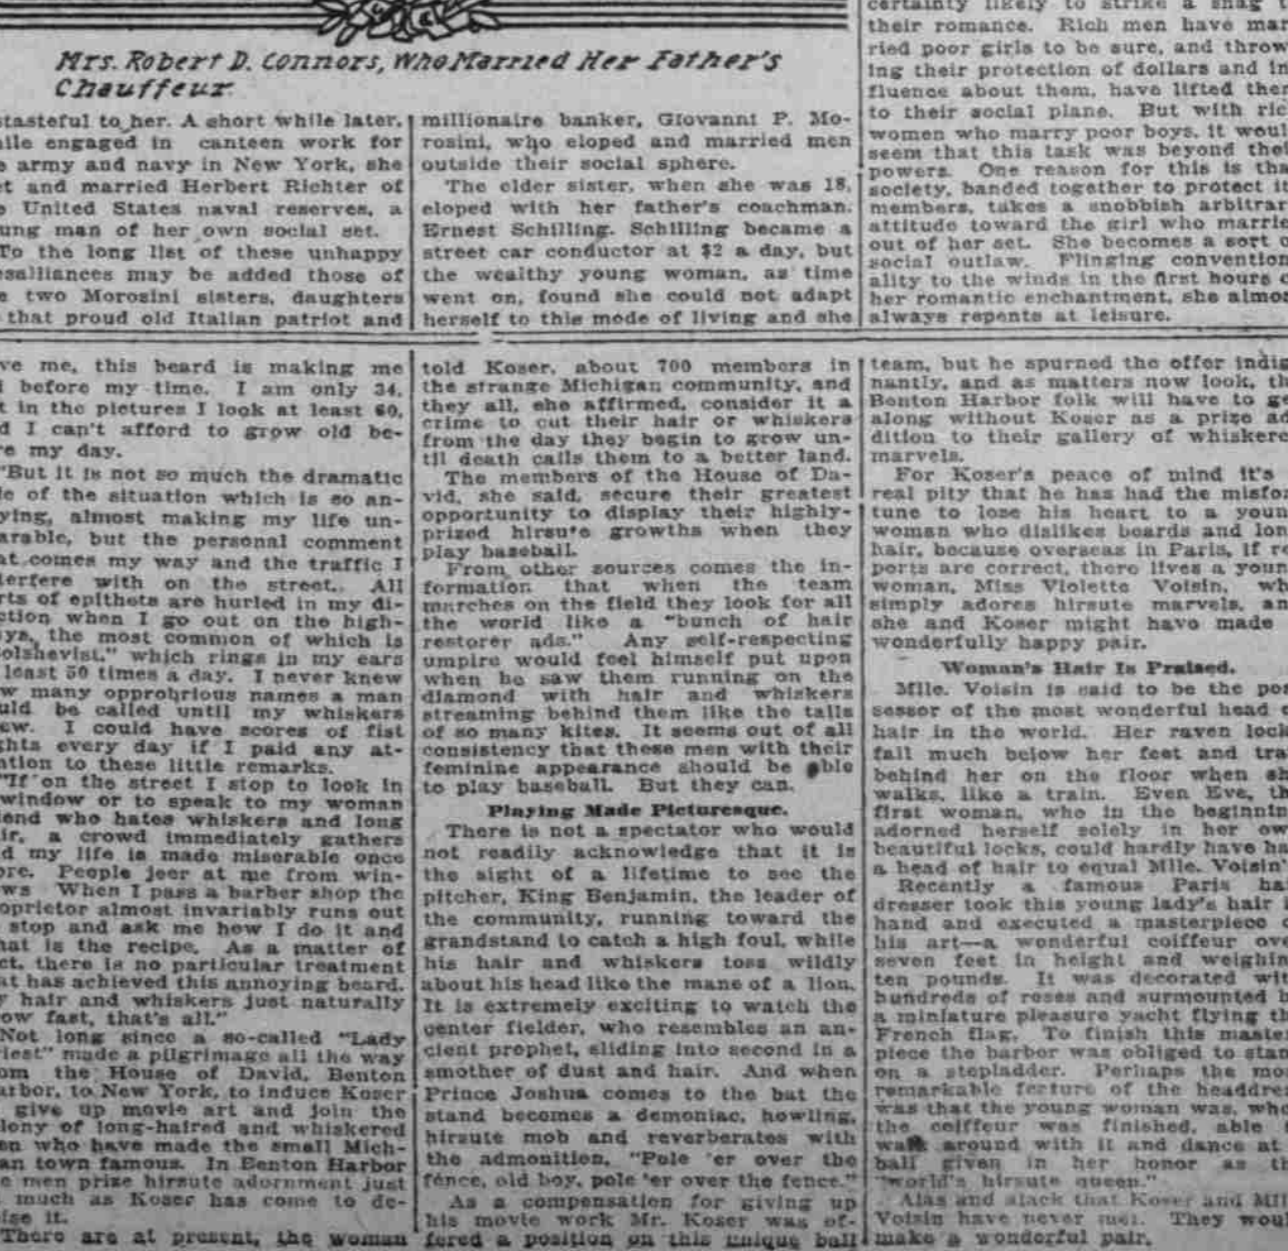 Mrs. Robert D. Connors, Who Married Her Father's
Chauffeur
tasteful to her. A short while later,
ile engaged in canteen work for
e army and navy in New York, she
et and married Herbert Richter of
e United States naval reserves, a
ung man of her own social set.
To the long list of these unhappy
esalliances may be added those of
e two Morosini sisters, daughters
that proud old Italian patriot and
millionaire banker, Giovanni P. Mo-
rosini, who eloped and married men
outside their social sphere.
The elder sister, when she was 18,
eloped with her father's coachman,
Ernest Schilling. Schilling became a
street car conductor at $2 a day, but
the wealthy young woman, as time
went on, found she could not adapt
herself to this mode of living and she
certainly likely to strike a snag
their romance. Rich men have mar
ried poor girls to be sure, and throw
ing their protection of dollars and in
fluence about them, have lifted them
to their social plane. But with ric
women who marry poor boys, it woul
seem that this task was beyond thei
powers. One reason for this is tha
society, banded together to protect i
members, takes a snobbish arbitrar
attitude toward the girl who marrie
out of her set. She becomes a sort o
social outlaw. Flinging convention
ality to the winds in the first hours o
her romantic enchantment, she almo
always repents at leisure.
ve me, this beard is making me
before my time. I am only 34,
t in the pictures I look at least 60,
d I can't afford to grow old be-
re my day.
"But it is not so much the dramatic
de of the situation which is so an-
ying, almost making my life un-
arable, but the personal comment
at comes my way and the traffic I
terfere with on the street. All
rts of epithets are hurled in my di-
ction when I go out on the high-
ys, the most common of which is
olshevist," which rings in my ears
least 50 times a day. I never knew
w many opprobrious names a man
uld be called until my whiskers
ew. I could have scores of fist
ghts every day if I paid any at-
ntion to these little remarks.
"If on the street I stop to look in
window or to speak to my woman
iend who hates whiskers and long
ir, a crowd immediately gathers
d my life is made miserable once
ore. People jeer at me from win-
ws When I pass a barber shop the
oprietor almost invariably runs out
stop and ask me how I do it and
hat is the recipe. As a matter of
ct, there is no particular treatment
at has achieved this annoying beard.
y hair and whiskers just naturally
ow fast, that's all."
Not long since a so-called "Lady
riest" made a pilgrimage all the way
om the House of David, Benton
arbor, to New York, to induce Koser
give up movie art and join the
lony of long-haired and whiskered
en who have made the small Mich-
an town famous. In Benton Harbor
e men prize hirsute adornment just
much as Koser has come to de-
ise it.
There are at present, the woman
told Koser, about 700 members in
the strange Michigan community, and
they all, she affirmed, consider it a
crime to cut their hair or whiskers
from the day they begin to grow un-
til death calls them to a better land.
The members of the House of Da-
vid, she said, secure their greatest
opportunity to display their highly-
prized hirsute growths when they
play baseball.
From other sources comes the in-
formation that when the team
marches on the field they look for all
the world like a "bunch of hair
restorer ads." Any self-respecting
umpire would feel himself put upon
when he saw them running on the
diamond with hair and whiskers
streaming behind them like the tails
of so many kites. It seems out of all
consistency that these men with their
feminine appearance should be able
to play baseball. But they can.
Playing Made Picturesque.
There is not a spectator who would
not readily acknowledge that it is
the sight of a lifetime to see the
pitcher, King Benjamin, the leader of
the community, running toward the
grandstand to catch a high foul, while
his hair and whiskers toss wildly
about his head like the mane of a lion.
It is extremely exciting to watch the
center fielder, who resembles an an-
cient prophet, sliding into second in a
smother of dust and hair. And when
Prince Joshua comes to the bat the
stand becomes a demoniac, howling,
hirsute mob and reverberates with
the admonition, "Pole 'er over the
fence, old boy, pole 'er over the fence."
As a compensation for giving up
his movie work Mr. Koser was of-
fered a position on this unique ball
team, but he spurned the offer indig
nantly, and as matters now look, th
Benton Harbor folk will have to ge
along without Koser as a prize ad
dition to their gallery of whiskere
marvels.
For Koser's peace of mind it's
real pity that he has had the misfor
tune to lose his heart to a youn
woman who dislikes beards and lon
hair, because overseas in Paris, if re
ports are correct, there lives a youn
woman, Miss Violette Voisin, wh
simply adores hirsute marvels, an
she and Koser might have made
wonderfully happy pair.
Woman's Hair Is Praised.
Mlle. Voisin is said to be the pos
sessor of the most wonderful head o
hair in the world. Her raven lock
fall much below her feet and trai
behind her on the floor when sh
walks, like a train. Even Eve, th
first woman, who in the beginnin
adorned herself solely in her ow
beautiful locks, could hardly have ha
a head of hair to equal Mlle. Voisin'
Recently a famous Paris hai
dresser took this young lady's hair i
hand and executed a masterpiece o
his art—a wonderful coiffeur ove
seven feet in height and weighin
ten pounds. It was decorated wit
hundreds of roses and surmounted b
a miniature pleasure yacht flying th
French flag. To finish this master
piece the barber was obliged to stan
on a stepladder. Perhaps the mos
remarkable feature of the headdre
was that the young woman was, whe
the coiffeur was finished, able
walk around with it and dance at
ball given in her honor as th
"world's hirsute queen."
Alas and alack that Koser and Mll
Voisin have never met. They woul
make a wonderful pair.